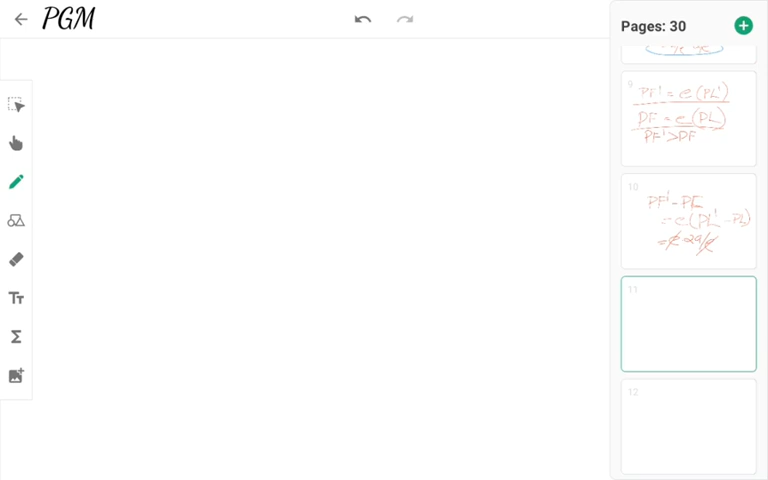 PGM
Pages: 30
9
PF' = e(PL')
PF = e(PL)
PF' > PF
10
PF' - PF
= e(PL' - PL)
11
12